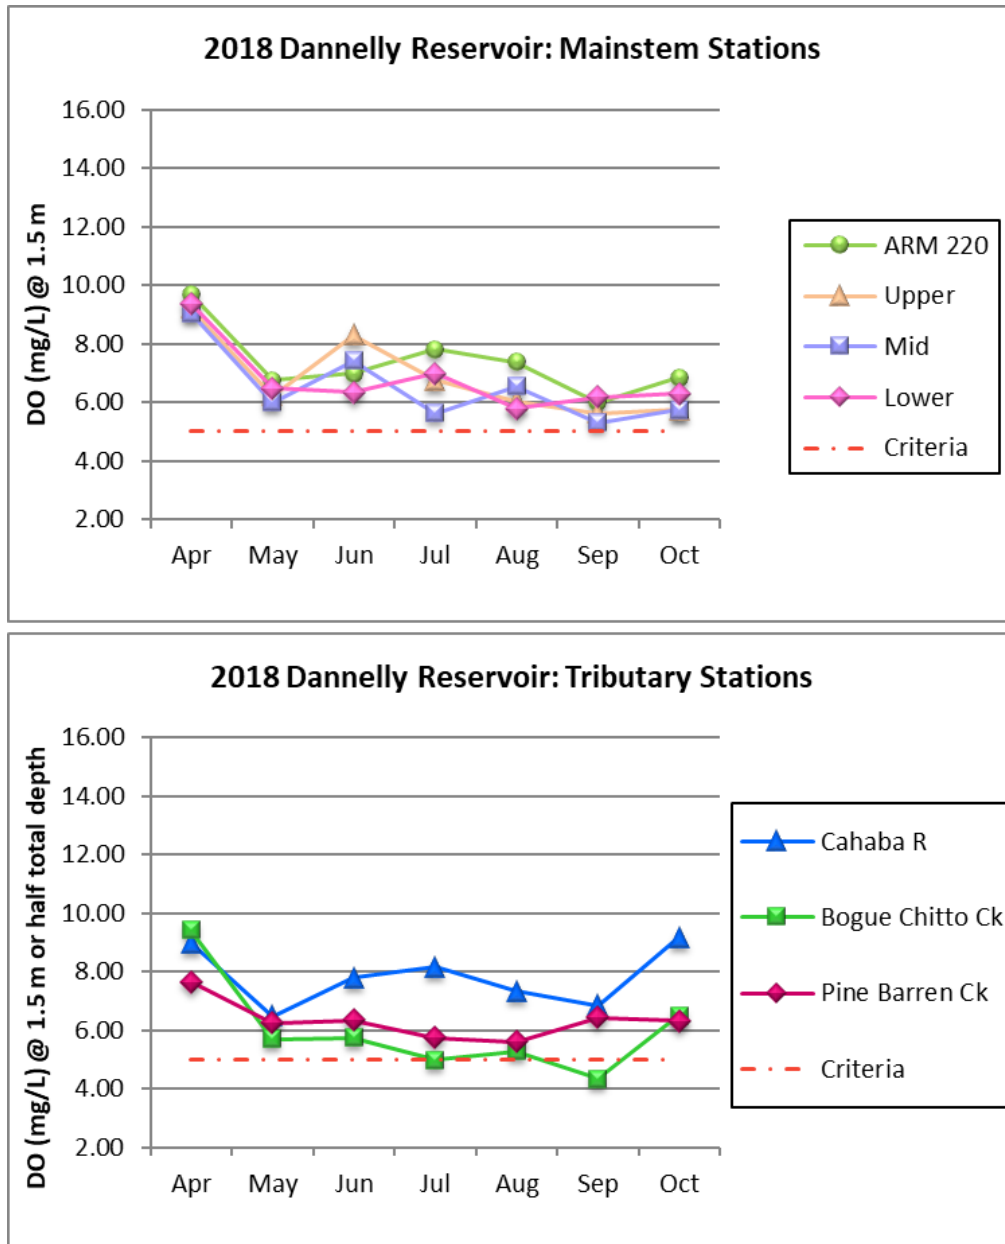 2018 Dannelly Reservoir: Mainstem Stations
DO (mg/L) @ 1.5 m
16.00
14.00
12.00
10.00
8.00
6.00
4.00
2.00
Apr May Jun Jul Aug Sep Oct
ARM 220
Upper
Mid
Lower
Criteria
2018 Dannelly Reservoir: Tributary Stations
DO (mg/L) @ 1.5 m or half total depth
16.00
14.00
12.00
10.00
8.00
6.00
4.00
2.00
Apr May Jun Jul Aug Sep Oct
Cahaba R
Bogue Chitto Ck
Pine Barren Ck
Criteria